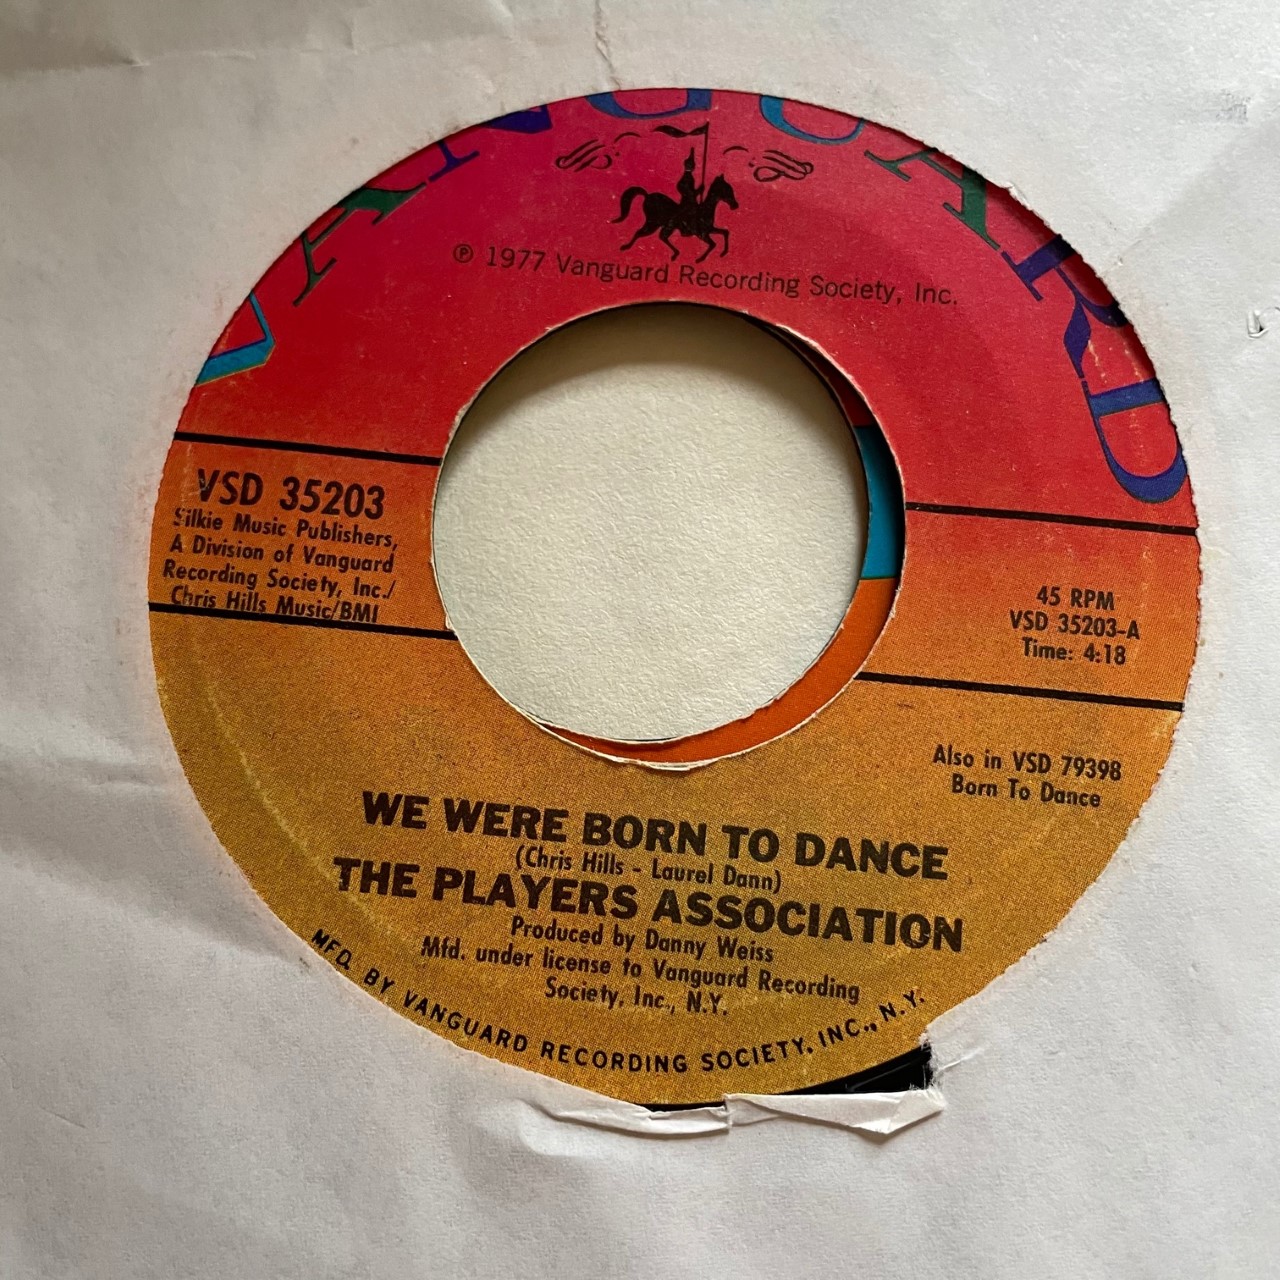 VANGUARD
℗ 1977 Vanguard Recording Society, Inc.
VSD 35203
Silkie Music Publishers,
A Division of Vanguard
Recording Society, Inc./
Chris Hills Music/BMI
45 RPM
VSD 35203-A
Time: 4:18
Also in VSD 79398
Born To Dance
WE WERE BORN TO DANCE
(Chris Hills - Laurel Dann)
THE PLAYERS ASSOCIATION
Produced by Danny Weiss
Mfd. under license to Vanguard Recording
Society, Inc., N.Y.
MFD. BY VANGUARD RECORDING SOCIETY, INC., N.Y.